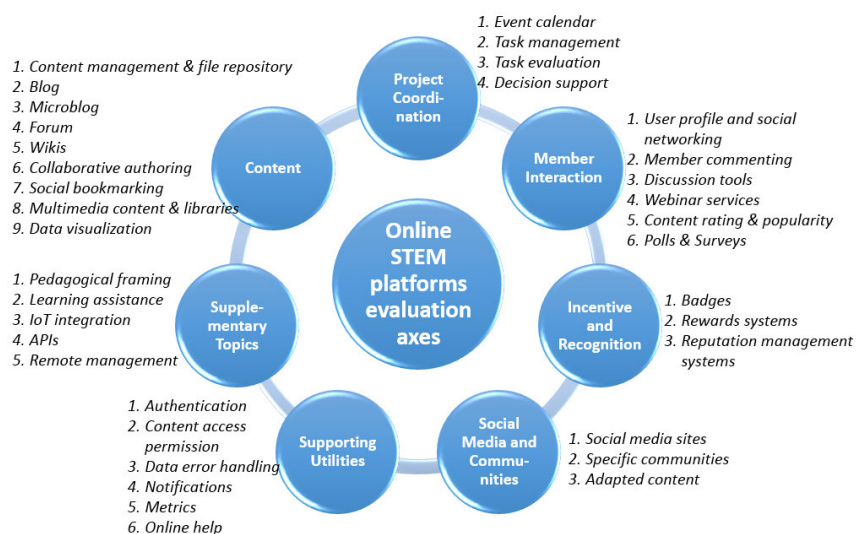 Online
STEM
platforms
evaluation
axes
Project
Coordi-
nation
1. Event calendar
2. Task management
3. Task evaluation
4. Decision support
Member
Interaction
1. User profile and social
networking
2. Member commenting
3. Discussion tools
4. Webinar services
5. Content rating & popularity
6. Polls & Surveys
Incentive
and
Recognition
1. Badges
2. Rewards systems
3. Reputation management
systems
Social
Media and
Commu-
nities
1. Social media sites
2. Specific communities
3. Adapted content
Supporting
Utilities
1. Authentication
2. Content access
permission
3. Data error handling
4. Notifications
5. Metrics
6. Online help
Supple-
mentary
Topics
1. Pedagogical framing
2. Learning assistance
3. IoT integration
4. APIs
5. Remote management
Content
1. Content management & file repository
2. Blog
3. Microblog
4. Forum
5. Wikis
6. Collaborative authoring
7. Social bookmarking
8. Multimedia content & libraries
9. Data visualization